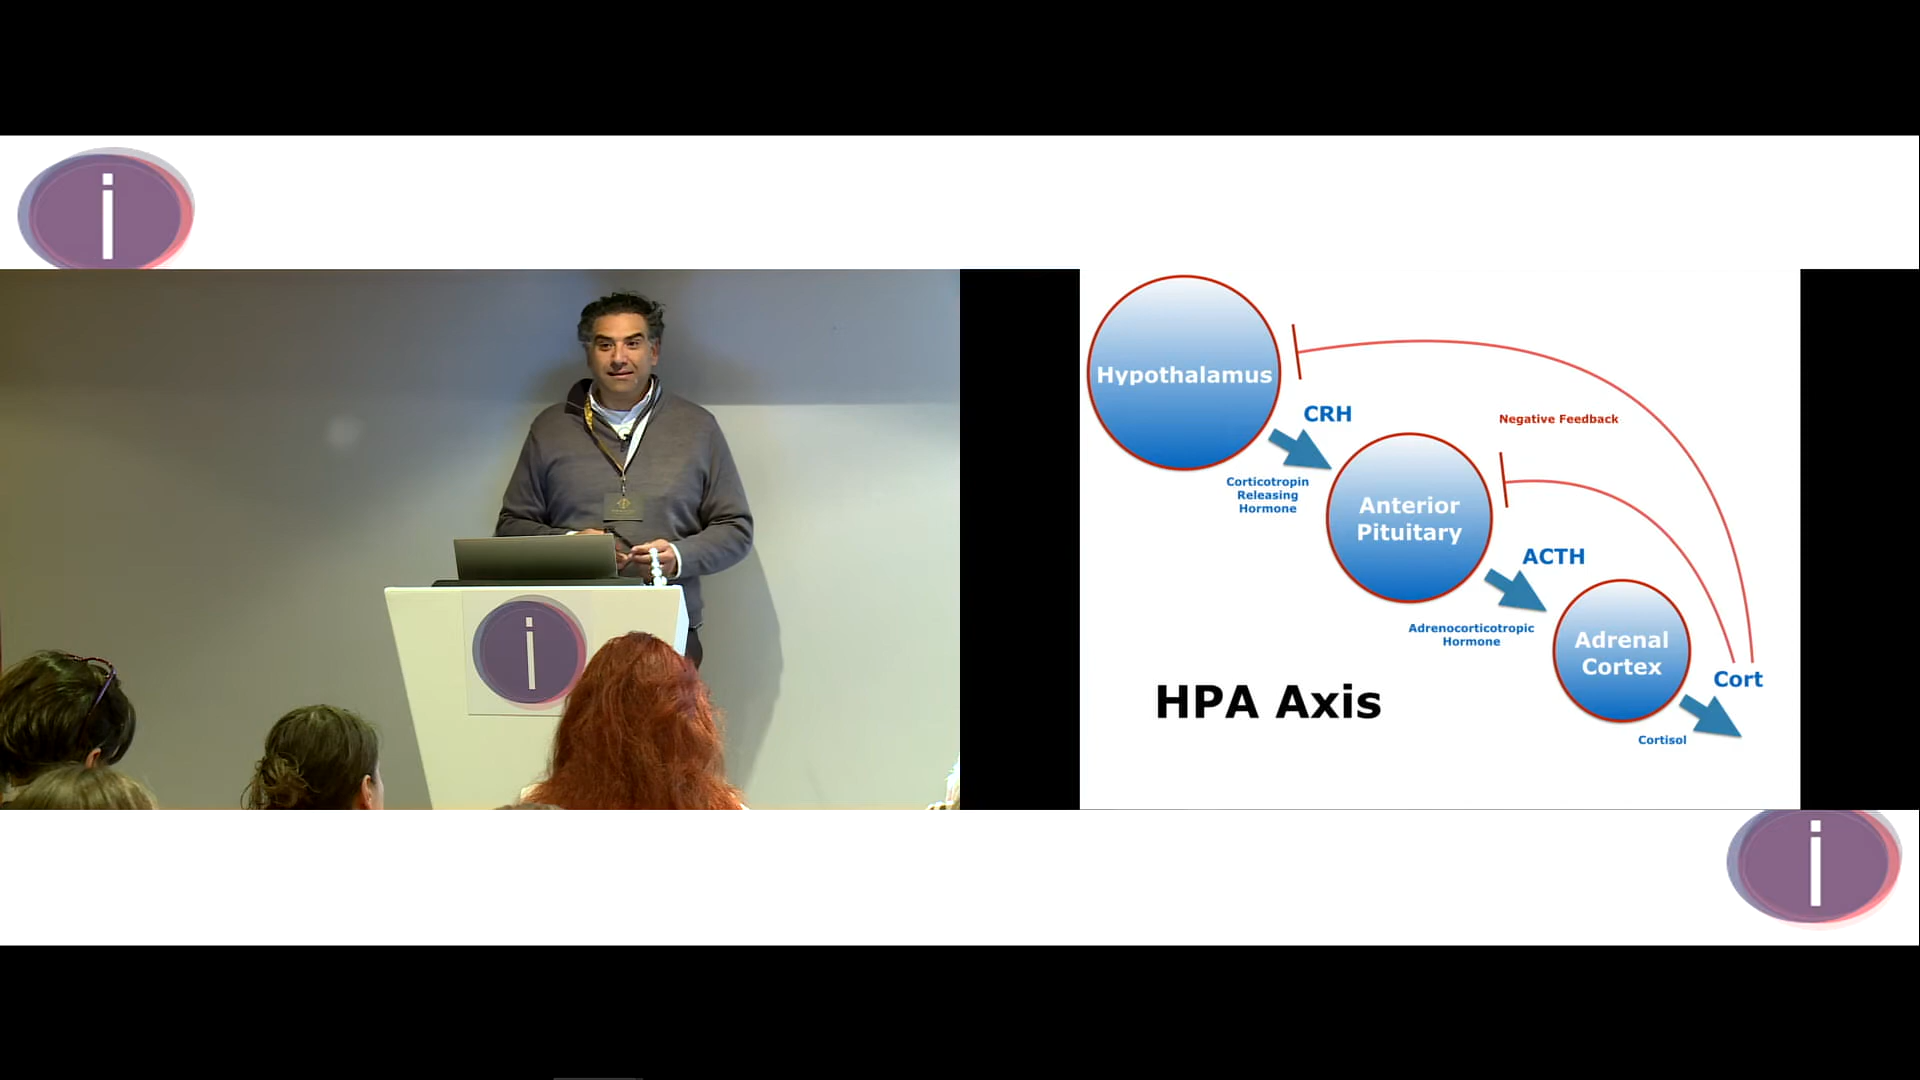 i
i
Hypothalamus
CRH
Negative Feedback
Corticotropin
Releasing
Hormone
Anterior
Pituitary
ACTH
Adrenocorticotropic
Hormone
Adrenal
Cortex
Cort
HPA Axis
Cortisol
i